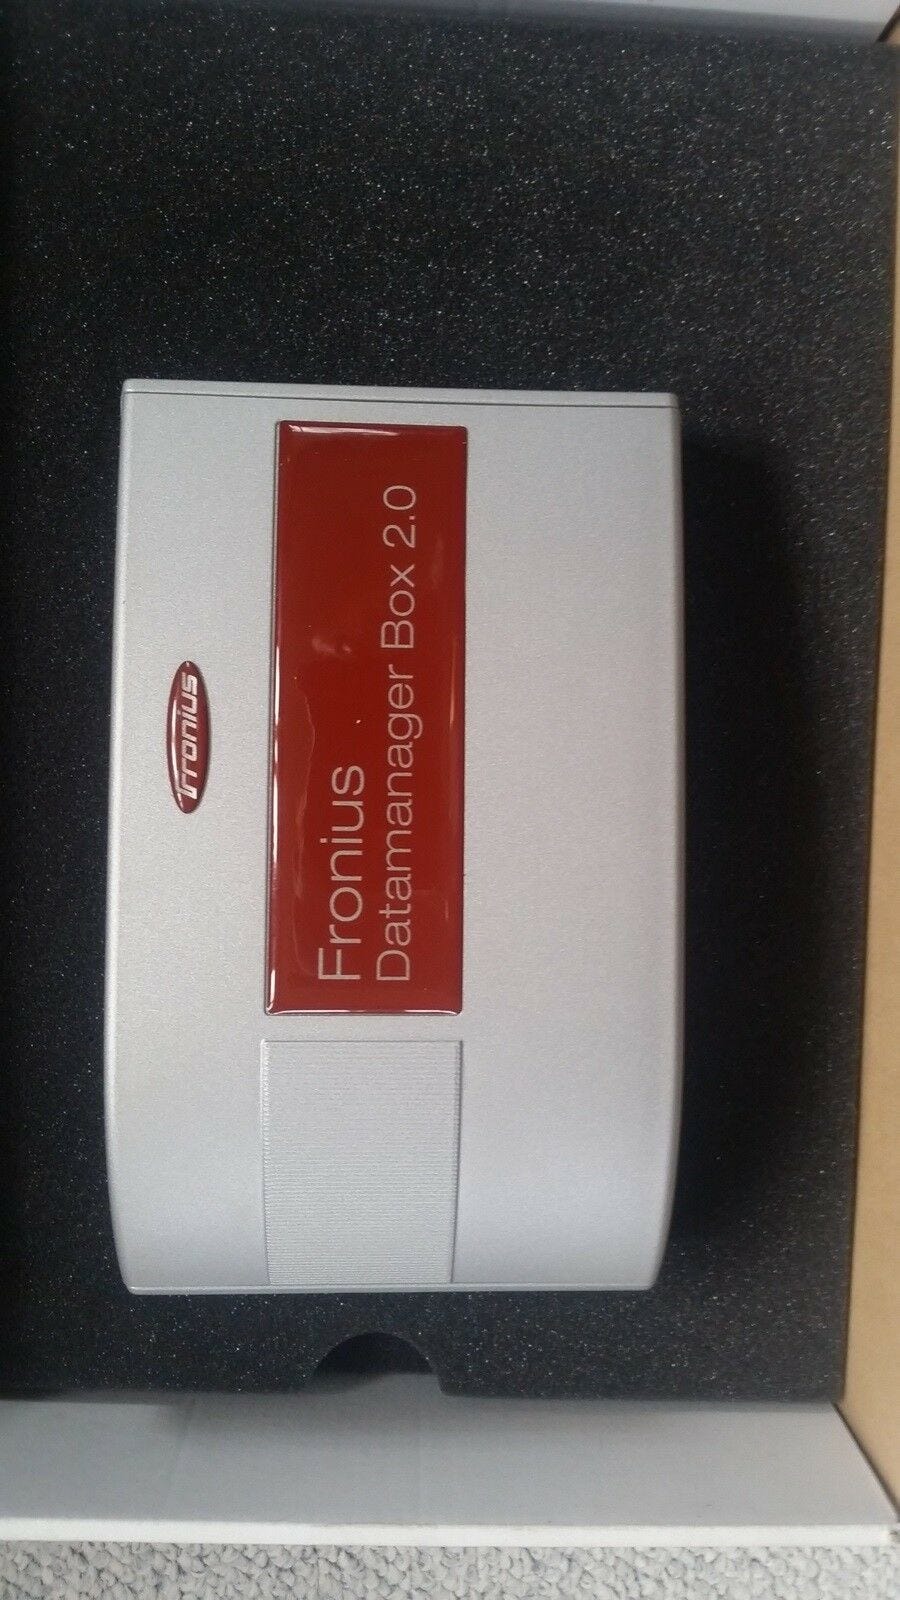 Fronius
Fronius
Datamanager Box 2.0